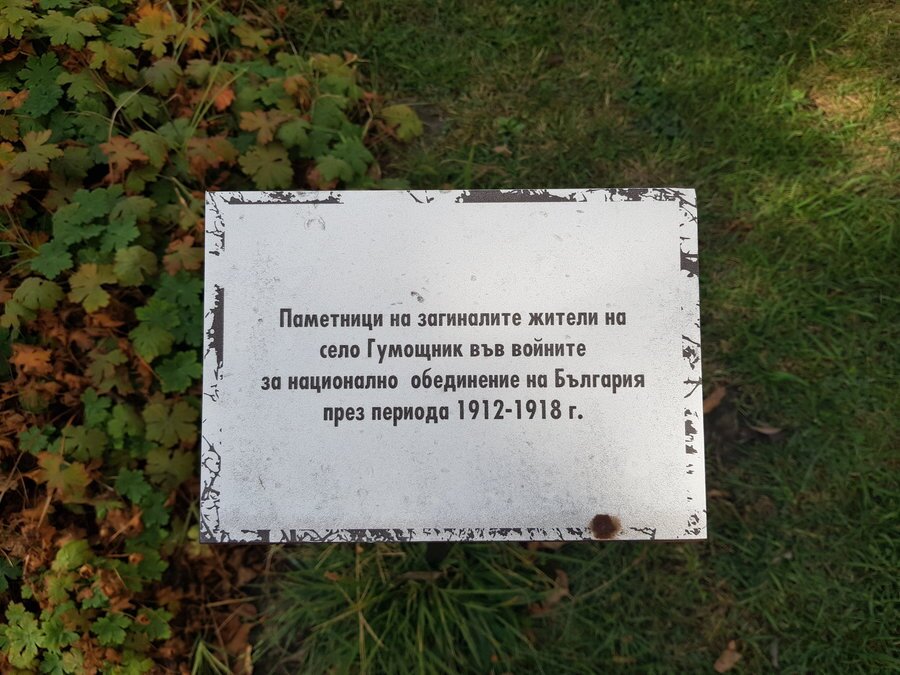 Паметници на загиналите жители на
село Гумощник във войните
за национално обединение на България
през периода 1912-1918 г.